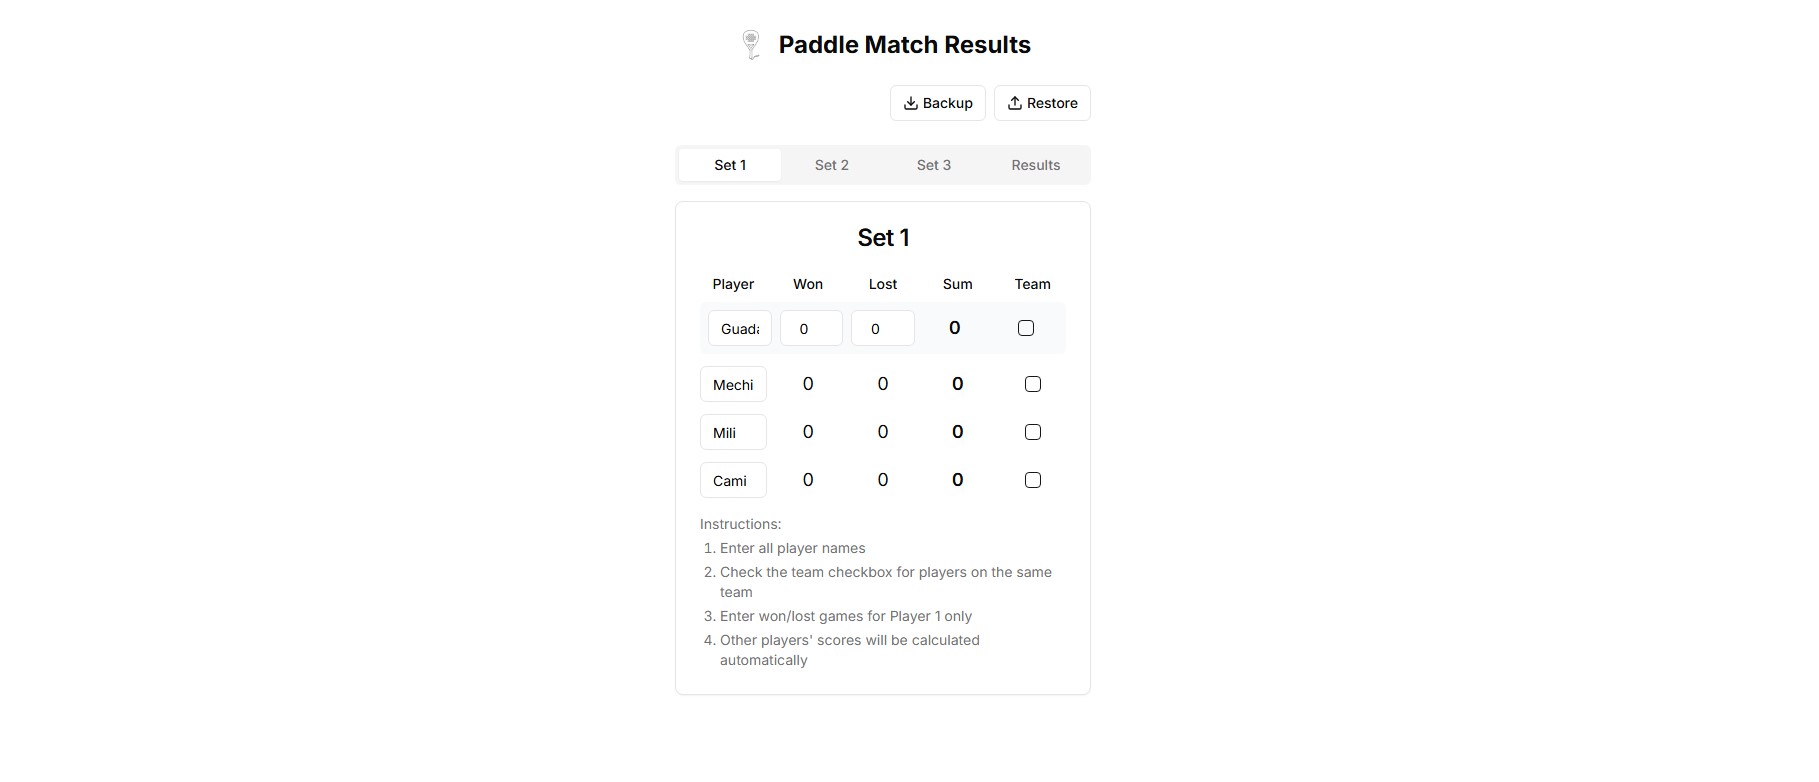 Paddle Match Results
Backup Restore
Set 1 Set 2 Set 3 Results
Set 1
Player Won Lost Sum Team
0 0 0
Mechi 0 0 0
Mili 0 0 0
Cami 0 0 0
Instructions:
1. Enter all player names
2. Check the team checkbox for players on the same
team
3. Enter won/lost games for Player 1 only
4. Other players' scores will be calculated
automatically